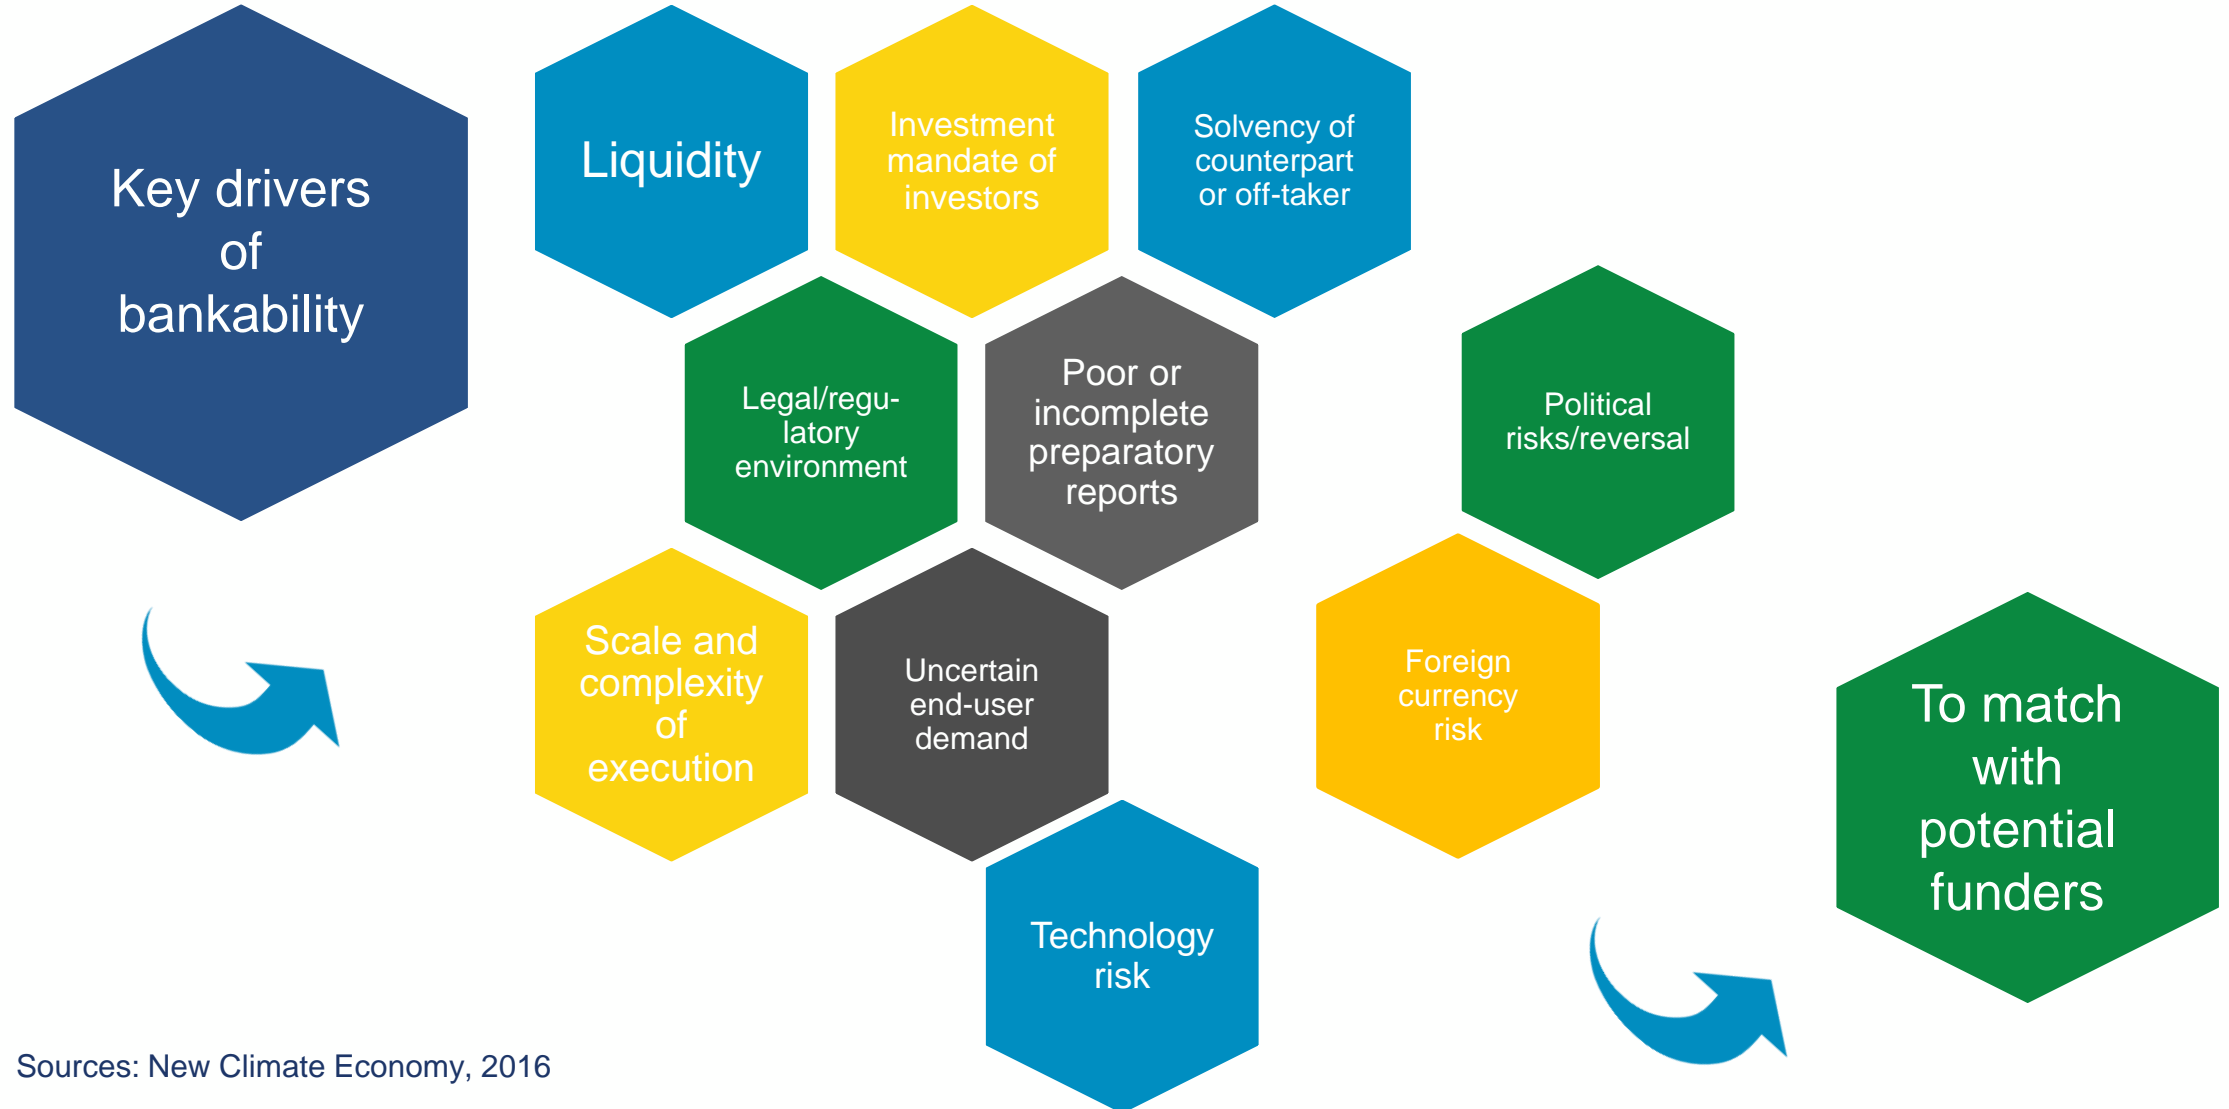 Key drivers
of
bankability
Liquidity
Investment
mandate of
investors
Solvency of
counterpart
or off-taker
Legal/regu-
latory
environment
Poor or
incomplete
preparatory
reports
Political
risks/reversal
Scale and
complexity
of
execution
Uncertain
end-user
demand
Foreign
currency
risk
To match
with
potential
funders
Technology
risk
Sources: New Climate Economy, 2016